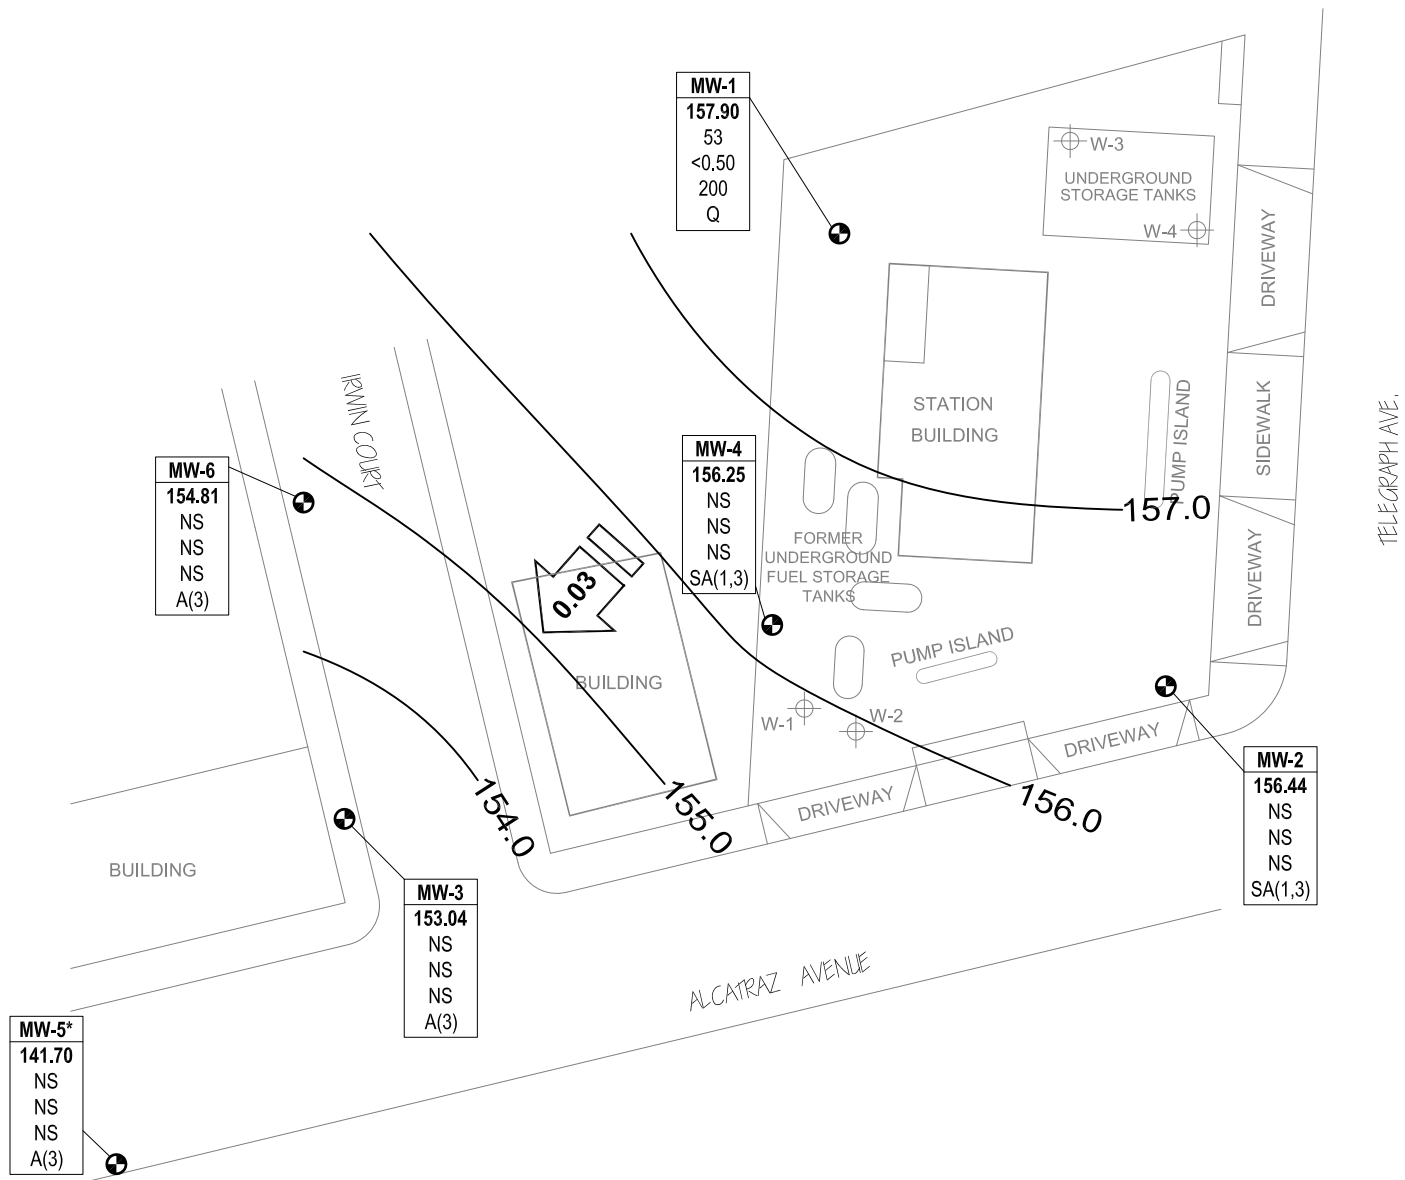 MW-1
157.90
53
<0.50
200
Q
W-3
UNDERGROUND
STORAGE TANKS
W-4
DRIVEWAY
IRWIN COURT
STATION
BUILDING
PUMP ISLAND
SIDEWALK
TELEGRAPH AVE.
MW-6
154.81
NS
NS
NS
A(3)
MW-4
156.25
NS
NS
NS
SA(1,3)
157.0
FORMER
UNDERGROUND
FUEL STORAGE
TANKS
0.03
DRIVEWAY
PUMP ISLAND
BUILDING
W-1
W-2
DRIVEWAY
MW-2
156.44
NS
NS
NS
SA(1,3)
154.0
155.0
DRIVEWAY
156.0
BUILDING
MW-3
153.04
NS
NS
NS
A(3)
ALCATRAZ AVENUE
MW-5*
141.70
NS
NS
NS
A(3)